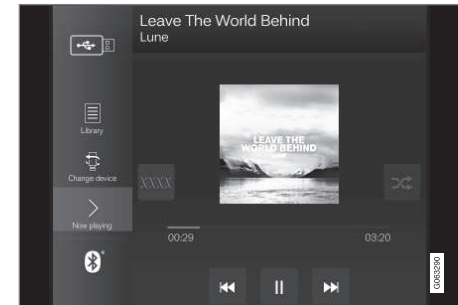 Leave The World Behind
Lune
Library
LEAVE THE
WORLD BEHIND
LUNE
Change device
XXXX
Now playing
00:29
03:20
G063290